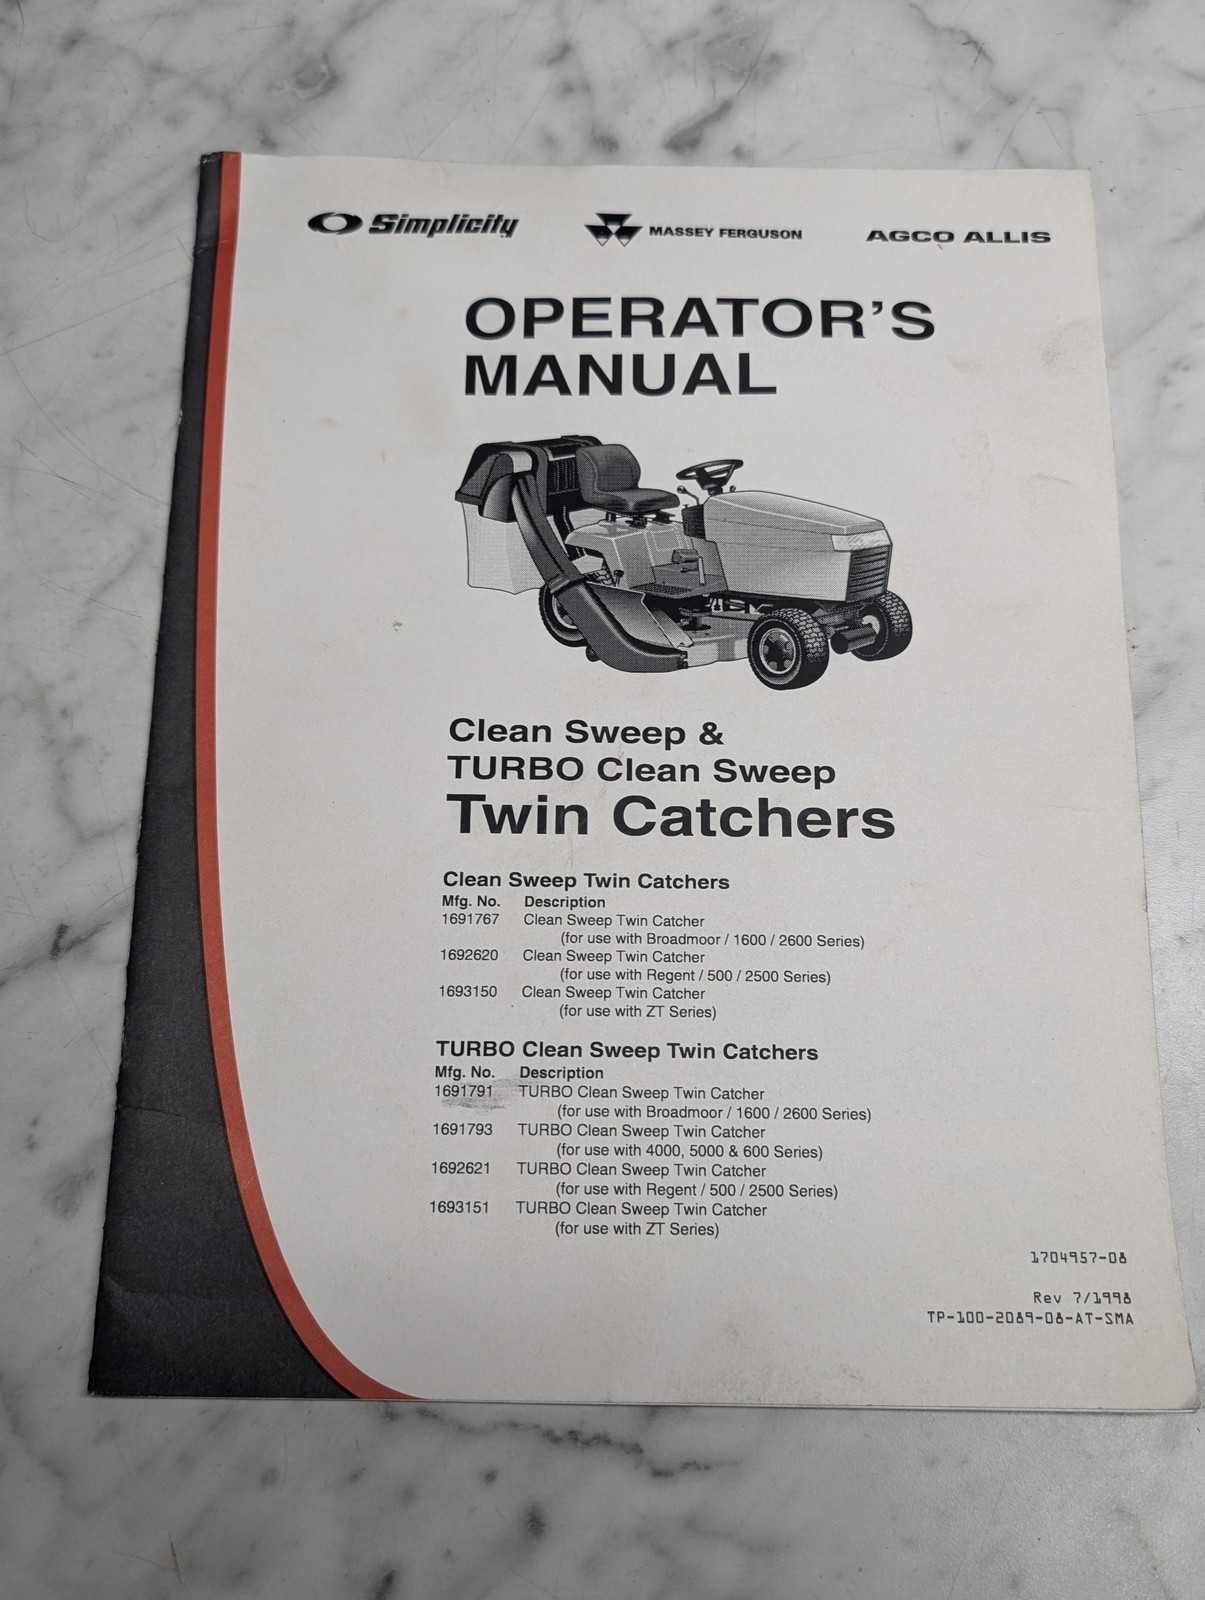 Simplicity MASSEY FERGUSON AGCO ALLIS
OPERATOR'S
MANUAL
Clean Sweep &
TURBO Clean Sweep
Twin Catchers
Clean Sweep Twin Catchers
Mfg. No. Description
1691767 Clean Sweep Twin Catcher
(for use with Broadmoor / 1600 / 2600 Series)
1692620 Clean Sweep Twin Catcher
(for use with Regent / 500 / 2500 Series)
1693150 Clean Sweep Twin Catcher
(for use with ZT Series)
TURBO Clean Sweep Twin Catchers
Mfg. No. Description
1691791 TURBO Clean Sweep Twin Catcher
(for use with Broadmoor / 1600 / 2600 Series)
1691793 TURBO Clean Sweep Twin Catcher
(for use with 4000, 5000 & 600 Series)
1692621 TURBO Clean Sweep Twin Catcher
(for use with Regent / 500 / 2500 Series)
1693151 TURBO Clean Sweep Twin Catcher
(for use with ZT Series)
1704957-08
Rev 7/1998
TP-100-2089-08-AT-SMA